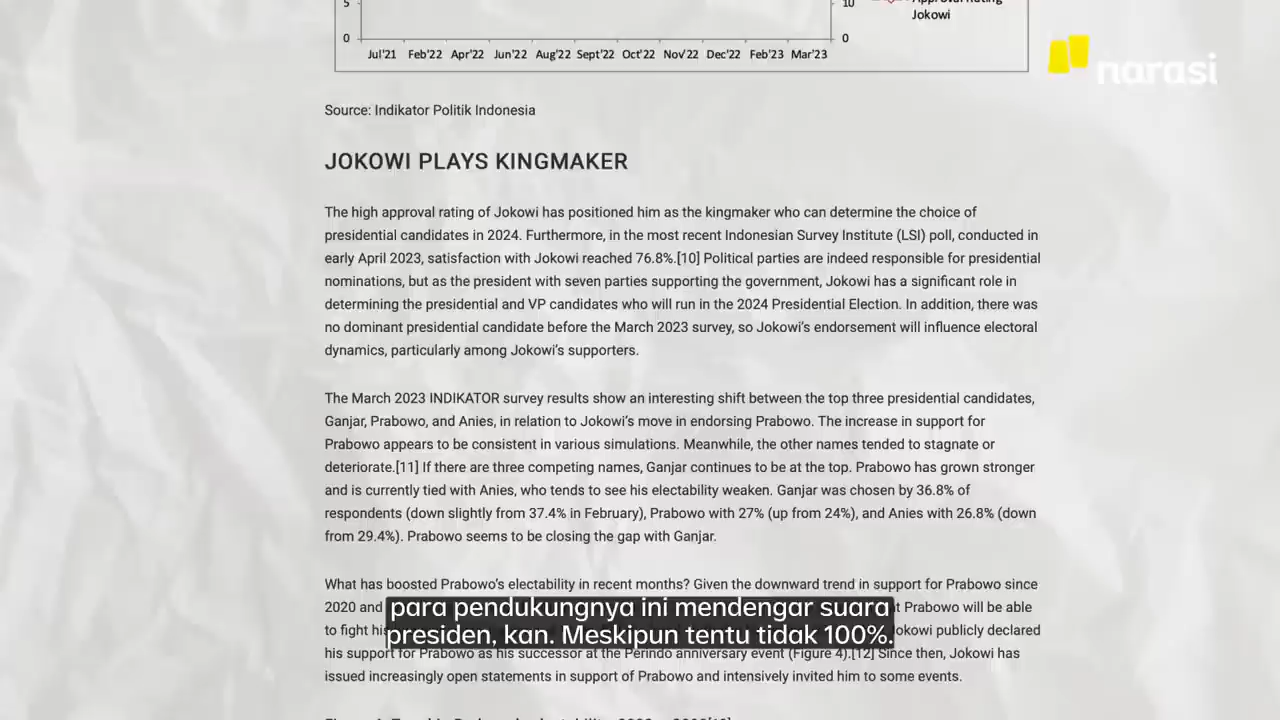 5
10
Approval Rating
Jokowi
0
0
Jul'21 Feb'22 Apr'22 Jun'22 Aug'22 Sept'22 Oct'22 Nov'22 Dec'22 Feb'23 Mar'23
narasi
Source: Indikator Politik Indonesia
JOKOWI PLAYS KINGMAKER
The high approval rating of Jokowi has positioned him as the kingmaker who can determine the choice of
presidential candidates in 2024. Furthermore, in the most recent Indonesian Survey Institute (LSI) poll, conducted in
early April 2023, satisfaction with Jokowi reached 76.8%.[10] Political parties are indeed responsible for presidential
nominations, but as the president with seven parties supporting the government, Jokowi has a significant role in
determining the presidential and VP candidates who will run in the 2024 Presidential Election. In addition, there was
no dominant presidential candidate before the March 2023 survey, so Jokowi's endorsement will influence electoral
dynamics, particularly among Jokowi's supporters.
The March 2023 INDIKATOR survey results show an interesting shift between the top three presidential candidates,
Ganjar, Prabowo, and Anies, in relation to Jokowi's move in endorsing Prabowo. The increase in support for
Prabowo appears to be consistent in various simulations. Meanwhile, the other names tended to stagnate or
deteriorate.[11] If there are three competing names, Ganjar continues to be at the top. Prabowo has grown stronger
and is currently tied with Anies, who tends to see his electability weaken. Ganjar was chosen by 36.8% of
respondents (down slightly from 37.4% in February), Prabowo with 27% (up from 24%), and Anies with 26.8% (down
from 29.4%). Prabowo seems to be closing the gap with Ganjar.
What has boosted Prabowo's electability in recent months? Given the downward trend in support for Prabowo since
2020 and
Prabowo will be able
to fight
Jokowi publicly declared
his support for Prabowo as his successor at the Perindo anniversary event (Figure 4).[12] Since then, Jokowi has
issued increasingly open statements in support of Prabowo and intensively invited him to some events.
para pendukungnya ini mendengar suara
presiden, kan. Meskipun tentu tidak 100%.